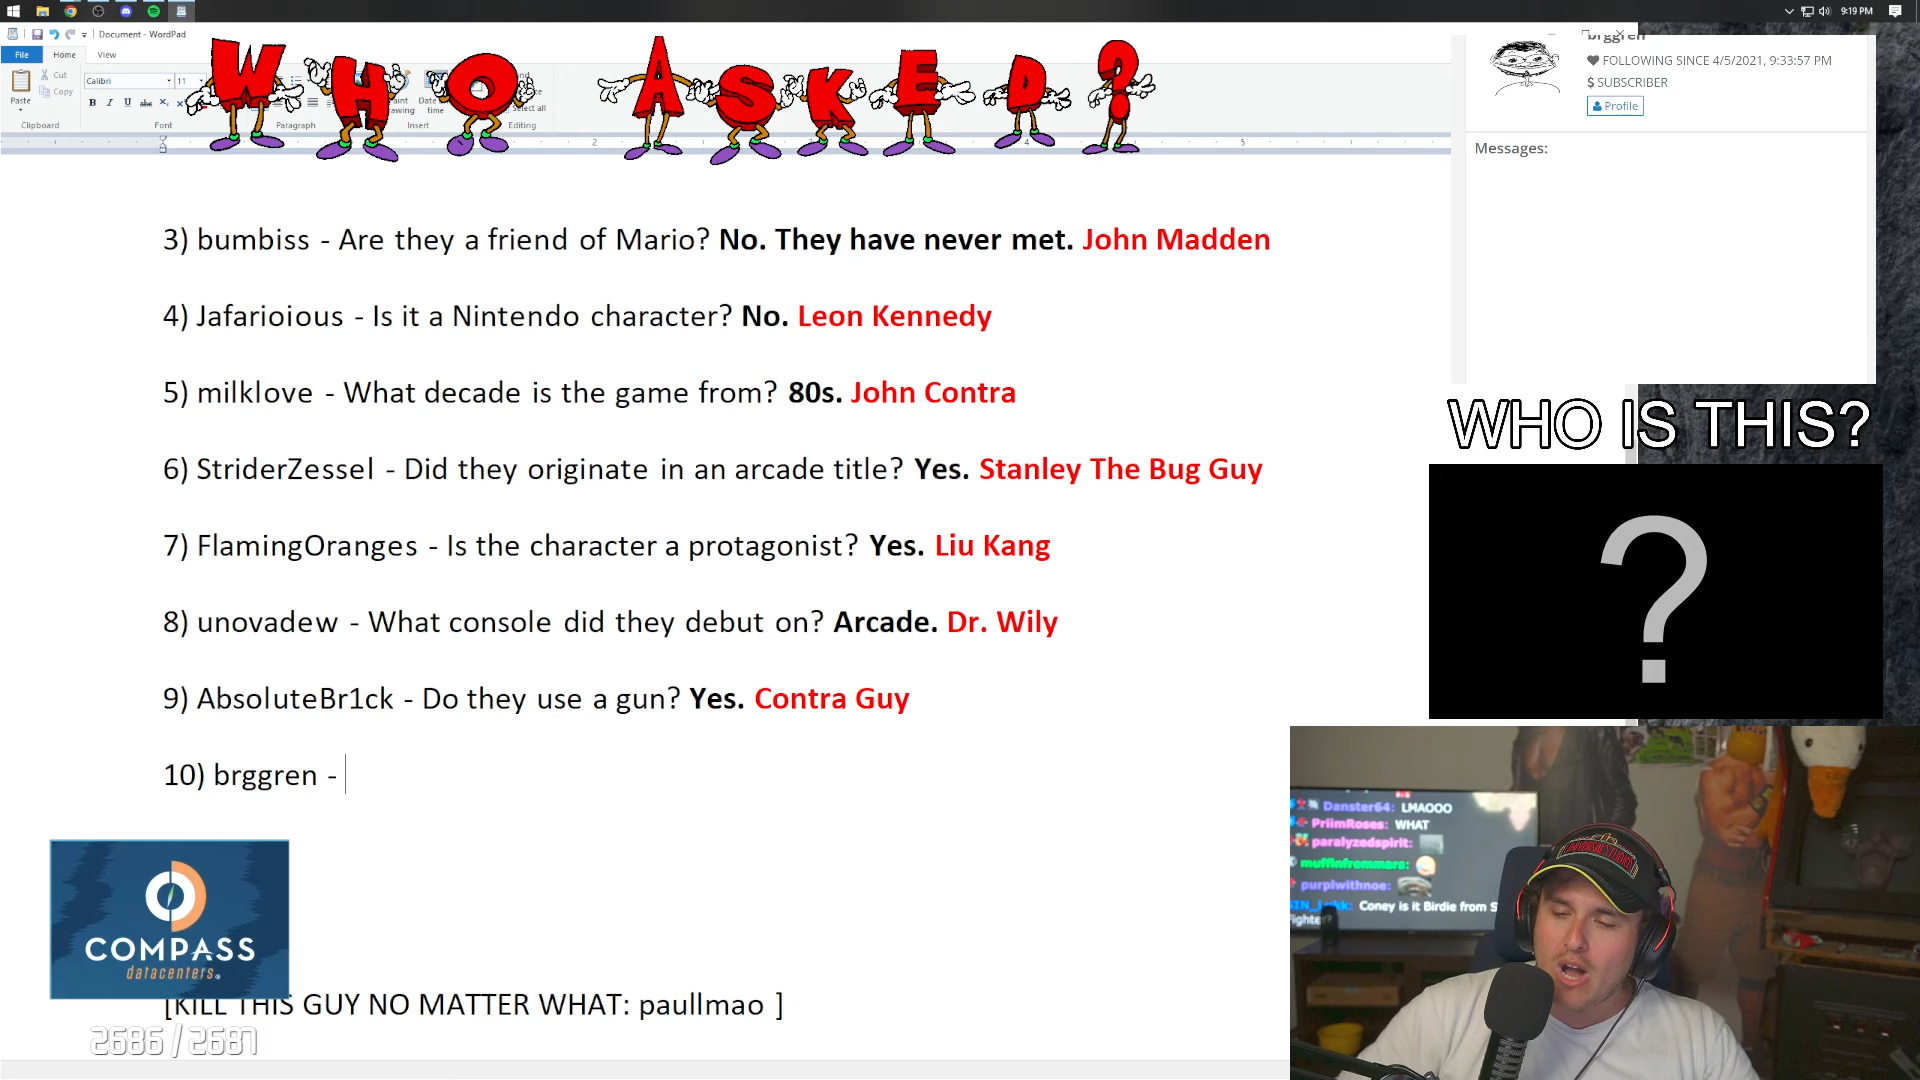 9:19 PM
Document - WordPad
File Home View
Paste Cut Copy
Calibri 11
Clipboard Font Paragraph Insert Editing
WHO ASKED?
brggren
FOLLOWING SINCE 4/5/2021, 9:33:57 PM
$ SUBSCRIBER
Profile
Messages:
3) bumbiss - Are they a friend of Mario? No. They have never met. John Madden
4) Jafarioious - Is it a Nintendo character? No. Leon Kennedy
5) milklove - What decade is the game from? 80s. John Contra
6) StriderZessel - Did they originate in an arcade title? Yes. Stanley The Bug Guy
7) FlamingOranges - Is the character a protagonist? Yes. Liu Kang
8) unovadew - What console did they debut on? Arcade. Dr. Wily
9) AbsoluteBr1ck - Do they use a gun? Yes. Contra Guy
10) brggren -
WHO IS THIS?
?
COMPASS
datacenters
[KILL THIS GUY NO MATTER WHAT: paullmao ]
2686 / 2687
Danster64: LMAOOO
PriimRoses: WHAT
paralyzedspirit:
muffinfrommars:
purplwithnoe:
Coney is it Birdie from S
UNIVERSAL STUDIOS